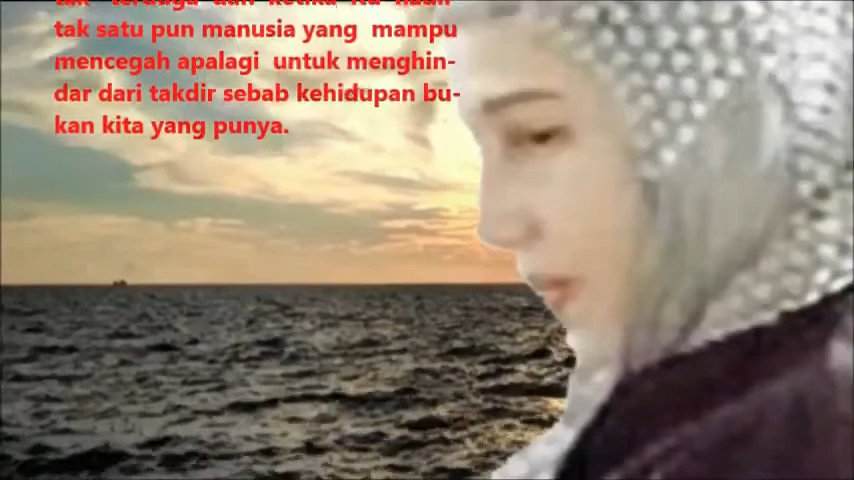 tak satu pun manusia yang mampu
mencegah apalagi untuk menghin-
dar dari takdir sebab kehidupan bu-
kan kita yang punya.